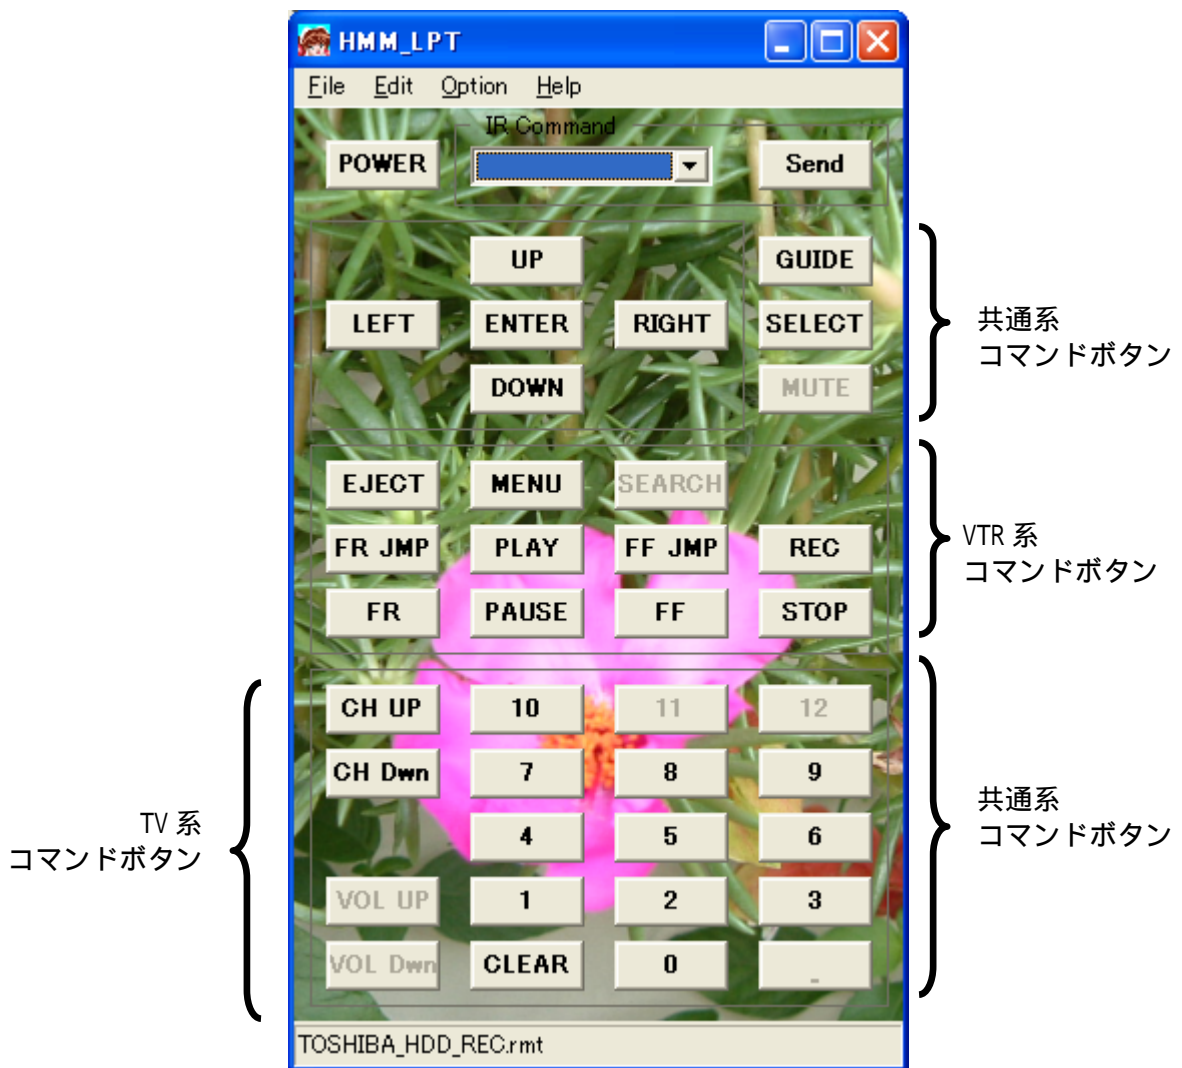 HMM_LPT
File Edit Option Help
IR Command
POWER Send
UP GUIDE
LEFT ENTER RIGHT SELECT
DOWN MUTE
共通系
コマンドボタン
EJECT MENU SEARCH
FR JMP PLAY FF JMP REC
FR PAUSE FF STOP
VTR 系
コマンドボタン
CH UP 10 11 12
CH Dwn 7 8 9
4 5 6
VOL UP 1 2 3
VOL Dwn CLEAR 0 -
TV 系
コマンドボタン
共通系
コマンドボタン
TOSHIBA_HDD_REC.rmt